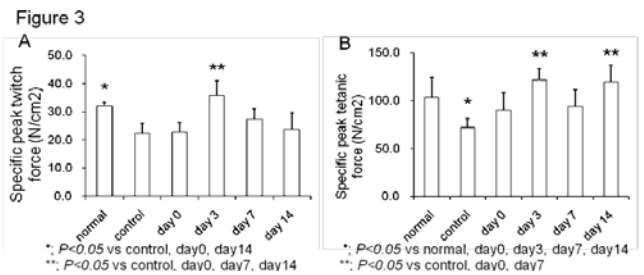 Figure 3
A
Specific peak twitch
force (N/cm2)
50.0
40.0
30.0
20.0
10.0
0.0
*
**
normal
control
day 0
day 3
day 7
day 14
*; P<0.05 vs control, day0, day14
**; P<0.05 vs control, day0, day7, day14
B
Specific peak tetanic
force (N/cm2)
150.0
100.0
50.0
0.0
*
**
**
normal
control
day 0
day 3
day 7
day 14
*; P<0.05 vs normal, day0, day3, day7, day14
**; P<0.05 vs control, day0, day7